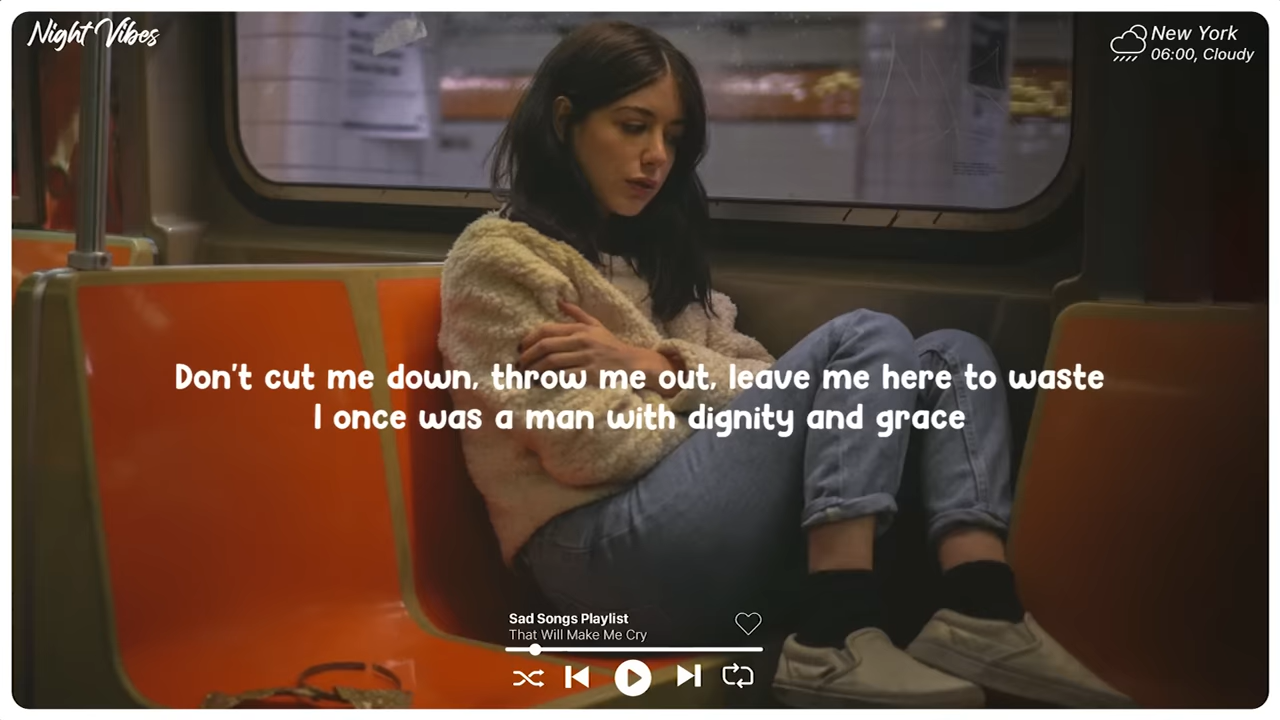 Night Vibes
New York
06:00, Cloudy
Don't cut me down, throw me out, leave me here to waste
I once was a man with dignity and grace
Sad Songs Playlist
That Will Make Me Cry